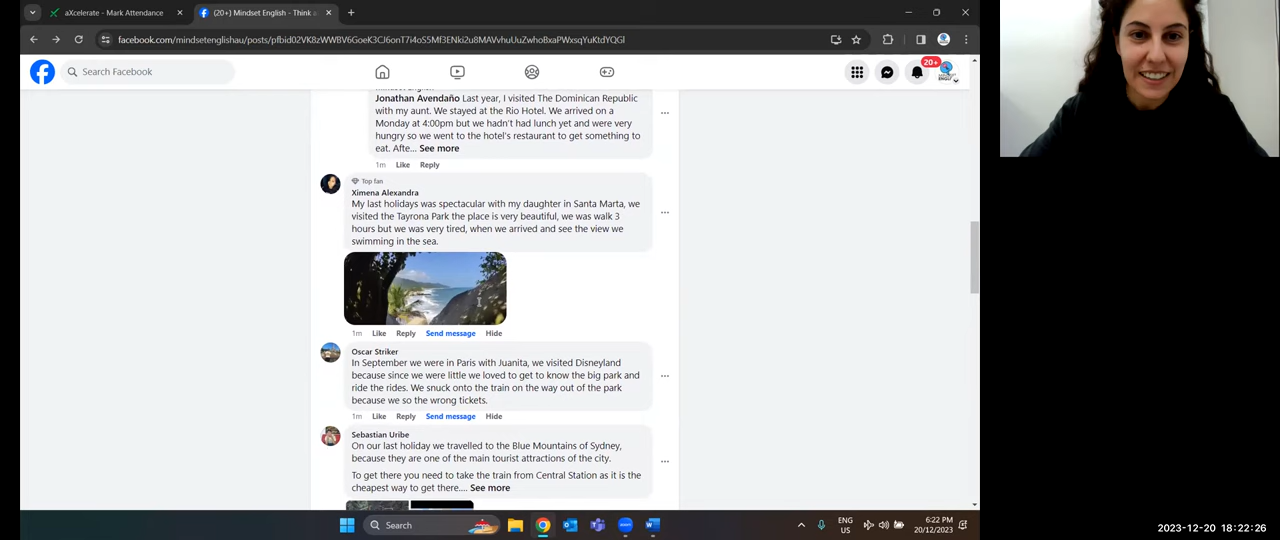 aXcelerate - Mark Attendance
(20+) Mindset English - Think a
facebook.com/mindsetenglishau/posts/pfbid02VK8zWWBV6GoeK3CJ6onT7i4oS5Mf3ENki2u8MAVvhuUuZwhoBxaPWxsqYuKtdYQGl
Search Facebook
20+
Jonathan Avendaño Last year, I visited The Dominican Republic
with my aunt. We stayed at the Rio Hotel. We arrived on a
Monday at 4:00pm but we hadn't had lunch yet and were very
hungry so we went to the hotel's restaurant to get something to
eat. Afte... See more
1m Like Reply
Top fan
Ximena Alexandra
My last holidays was spectacular with my daughter in Santa Marta, we
visited the Tayrona Park the place is very beautiful, we was walk 3
hours but we was very tired, when we arrived and see the view we
swimming in the sea.
1m Like Reply Send message Hide
Oscar Striker
In September we were in Paris with Juanita, we visited Disneyland
because since we were little we loved to get to know the big park and
ride the rides. We snuck onto the train on the way out of the park
because we so the wrong tickets.
1m Like Reply Send message Hide
Sebastian Uribe
On our last holiday we travelled to the Blue Mountains of Sydney,
because they are one of the main tourist attractions of the city.
To get there you need to take the train from Central Station as it is the
cheapest way to get there.... See more
Search
ENG
US
6:22 PM
20/12/2023
2023-12-20 18:22:26